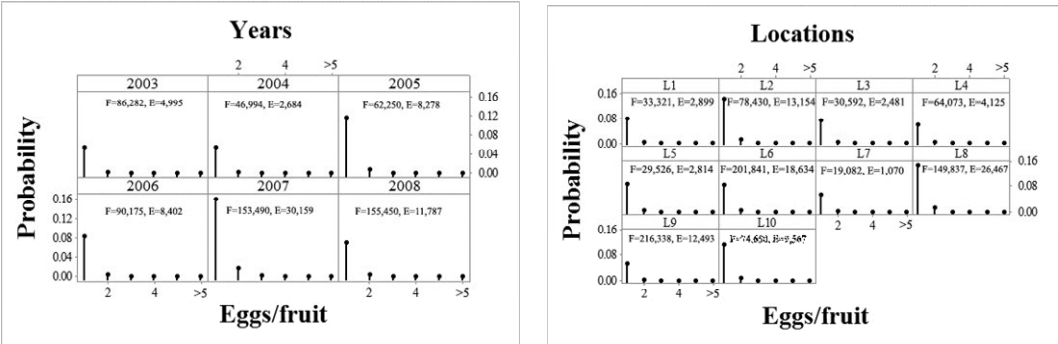 Years
2 4 >5
2003 2004 2005
F=86,282, E=4,995 F=46,994, E=2,684 F=62,250, E=8,278
0.16
0.12
0.08
0.04
0.00
Probability
2006 2007 2008
F=90,175, E=8,402 F=153,490, E=30,159 F=155,450, E=11,787
0.16
0.12
0.08
0.04
0.00
2 4 >5 2 4 >5
Eggs/fruit
Locations
2 4 >5 2 4 >5
L1 L2 L3 L4
F=33,321, E=2,899 F=78,430, E=13,154 F=30,592, E=2,481 F=64,073, E=4,125
0.16
0.08
0.00
Probability
L5 L6 L7 L8
F=29,526, E=2,814 F=201,841, E=18,634 F=19,082, E=1,070 F=149,837, E=26,467
0.16
0.08
0.00
2 4 >5
L9 L10
F=216,338, E=12,493
0.16
0.08
0.00
2 4 >5
Eggs/fruit